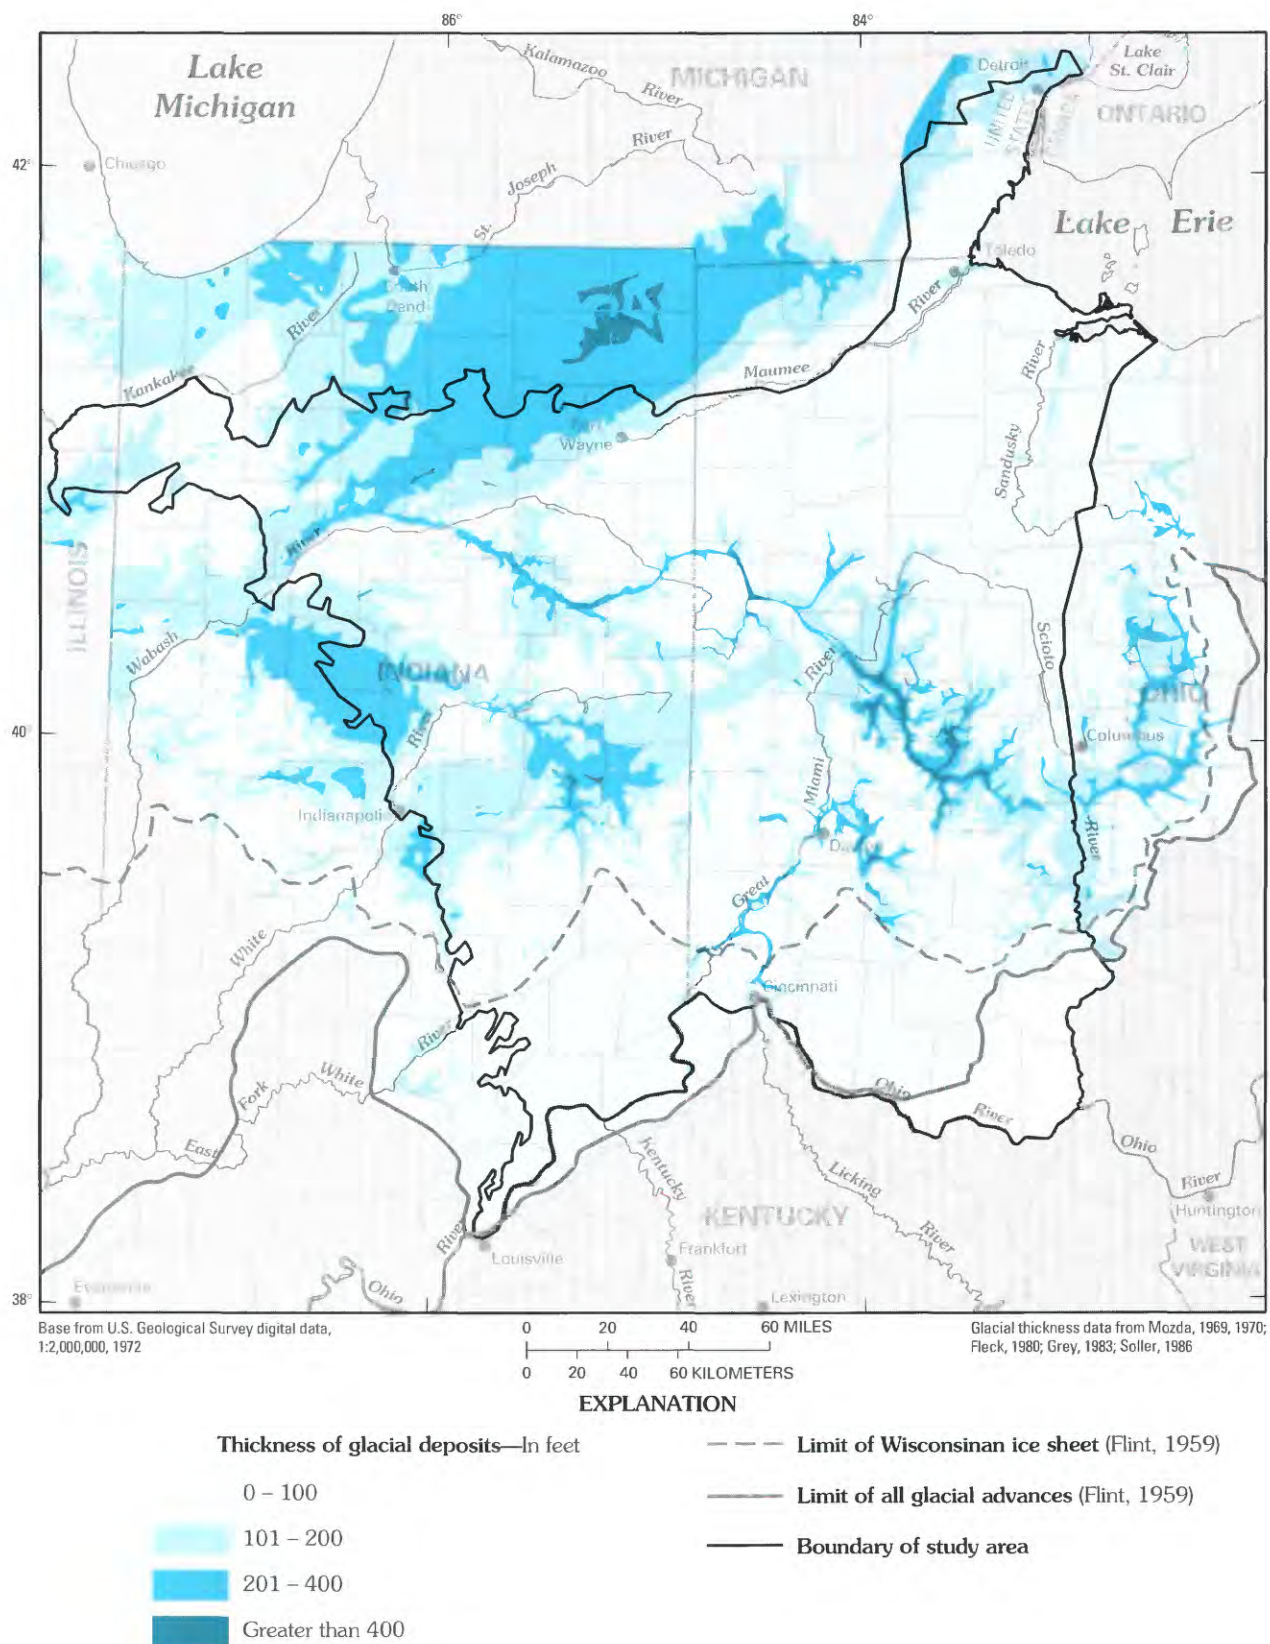 86°
84°
Lake
Michigan
Kalamazoo
River
MICHIGAN
Detroit
Lake
St. Clair
UNITED
STATES
CANADA
ONTARIO
42°
Chicago
River
Joseph
St.
Lake Erie
Toledo
South
Bend
River
River
Kankakee
Maumee
River
Fort
Wayne
Sandusky
River
ILLINOIS
Wabash
INDIANA
River
River
Scioto
OHIO
40°
Columbus
Miami
Indianapolis
Dayton
River
Great
White
Cincinnati
River
White
Fork
East
Ohio
River
Ohio
River
Huntington
Kentucky
River
Licking
River
KENTUCKY
WEST
VIRGINIA
River
Louisville
Frankfort
Evansville
Ohio
Lexington
38°
Base from U.S. Geological Survey digital data,
1:2,000,000, 1972
0 20 40 60 MILES
0 20 40 60 KILOMETERS
Glacial thickness data from Mozda, 1969, 1970;
Fleck, 1980; Grey, 1983; Soller, 1986
EXPLANATION
Thickness of glacial deposits—In feet
0 – 100
101 – 200
201 – 400
Greater than 400
Limit of Wisconsinan ice sheet (Flint, 1959)
Limit of all glacial advances (Flint, 1959)
Boundary of study area